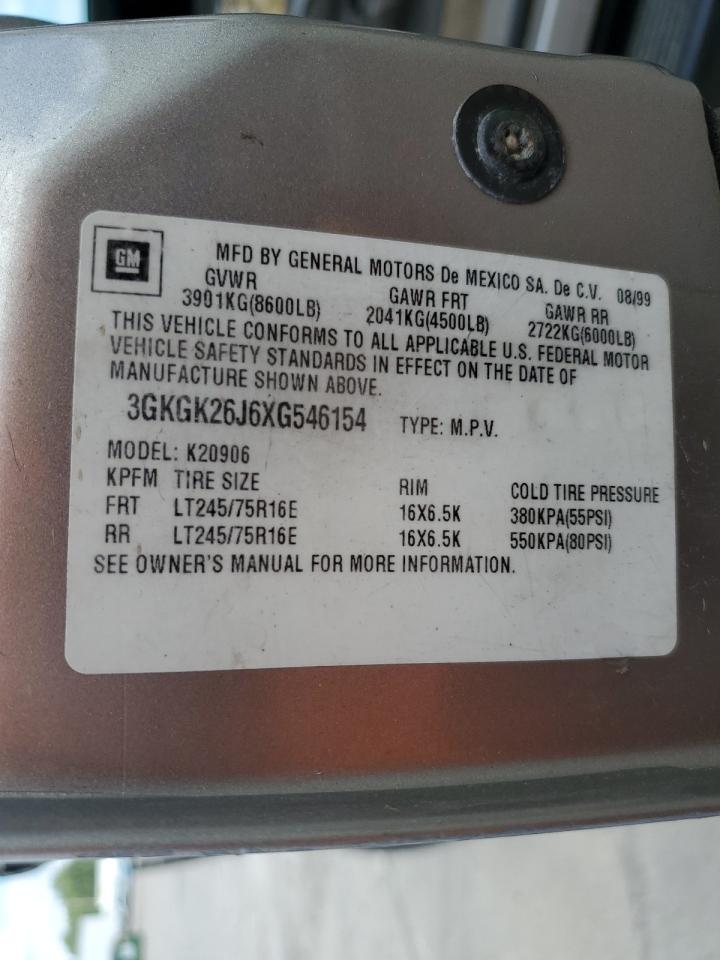 GM
MFD BY GENERAL MOTORS De MEXICO SA. De C.V. 08/99
GVWR GAWR FRT GAWR RR
3901KG(8600LB) 2041KG(4500LB) 2722KG(6000LB)
THIS VEHICLE CONFORMS TO ALL APPLICABLE U.S. FEDERAL MOTOR
VEHICLE SAFETY STANDARDS IN EFFECT ON THE DATE OF
MANUFACTURE SHOWN ABOVE.
3GKGK26J6XG546154 TYPE: M.P.V.
MODEL: K20906
KPFM TIRE SIZE RIM COLD TIRE PRESSURE
FRT LT245/75R16E 16X6.5K 380KPA(55PSI)
RR LT245/75R16E 16X6.5K 550KPA(80PSI)
SEE OWNER'S MANUAL FOR MORE INFORMATION.